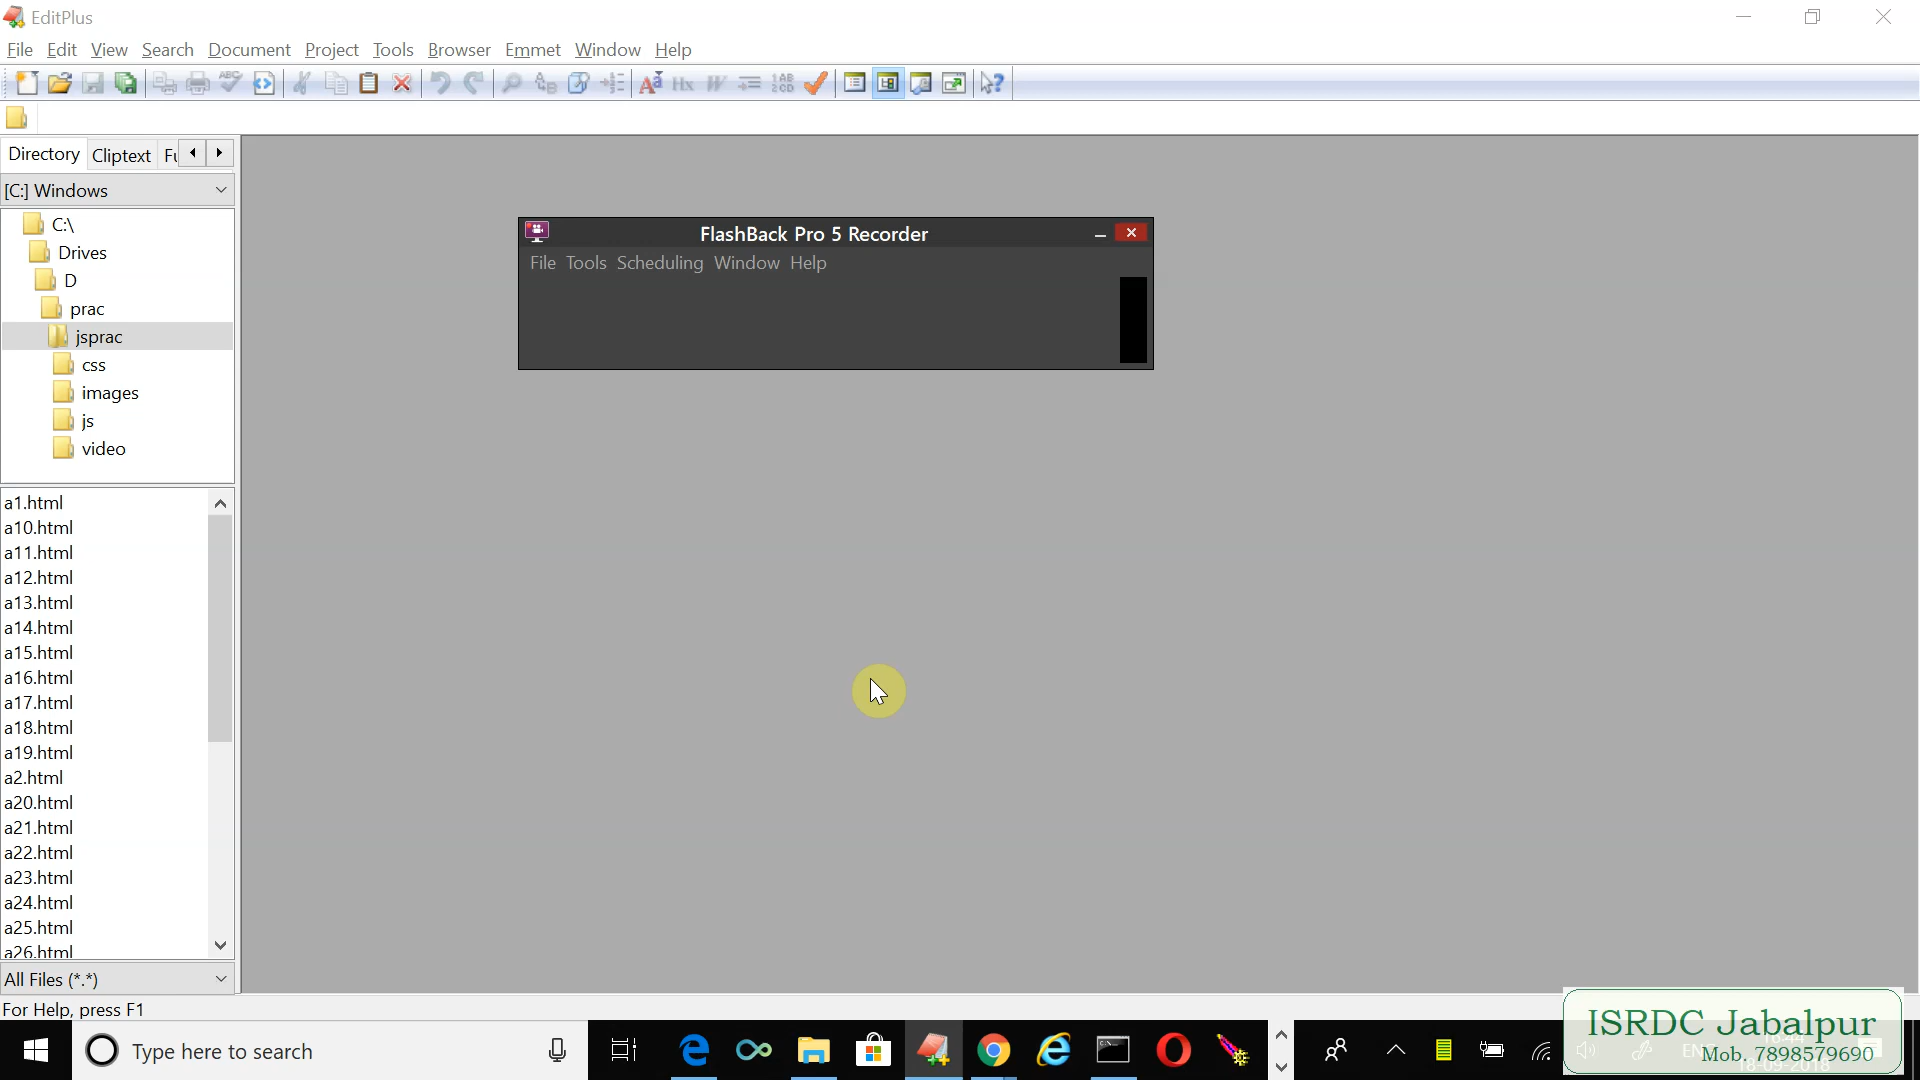 EditPlus
File Edit View Search Document Project Tools Browser Emmet Window Help
Directory Cliptext
[C:] Windows
C:\
Drives
D
prac
jsprac
css
images
js
video
a1.html
a10.html
a11.html
a12.html
a13.html
a14.html
a15.html
a16.html
a17.html
a18.html
a19.html
a2.html
a20.html
a21.html
a22.html
a23.html
a24.html
a25.html
a26.html
All Files (*.*)
For Help, press F1
FlashBack Pro 5 Recorder
File Tools Scheduling Window Help
Type here to search
ISRDC Jabalpur
Mob. 7898579690
18-09-2018